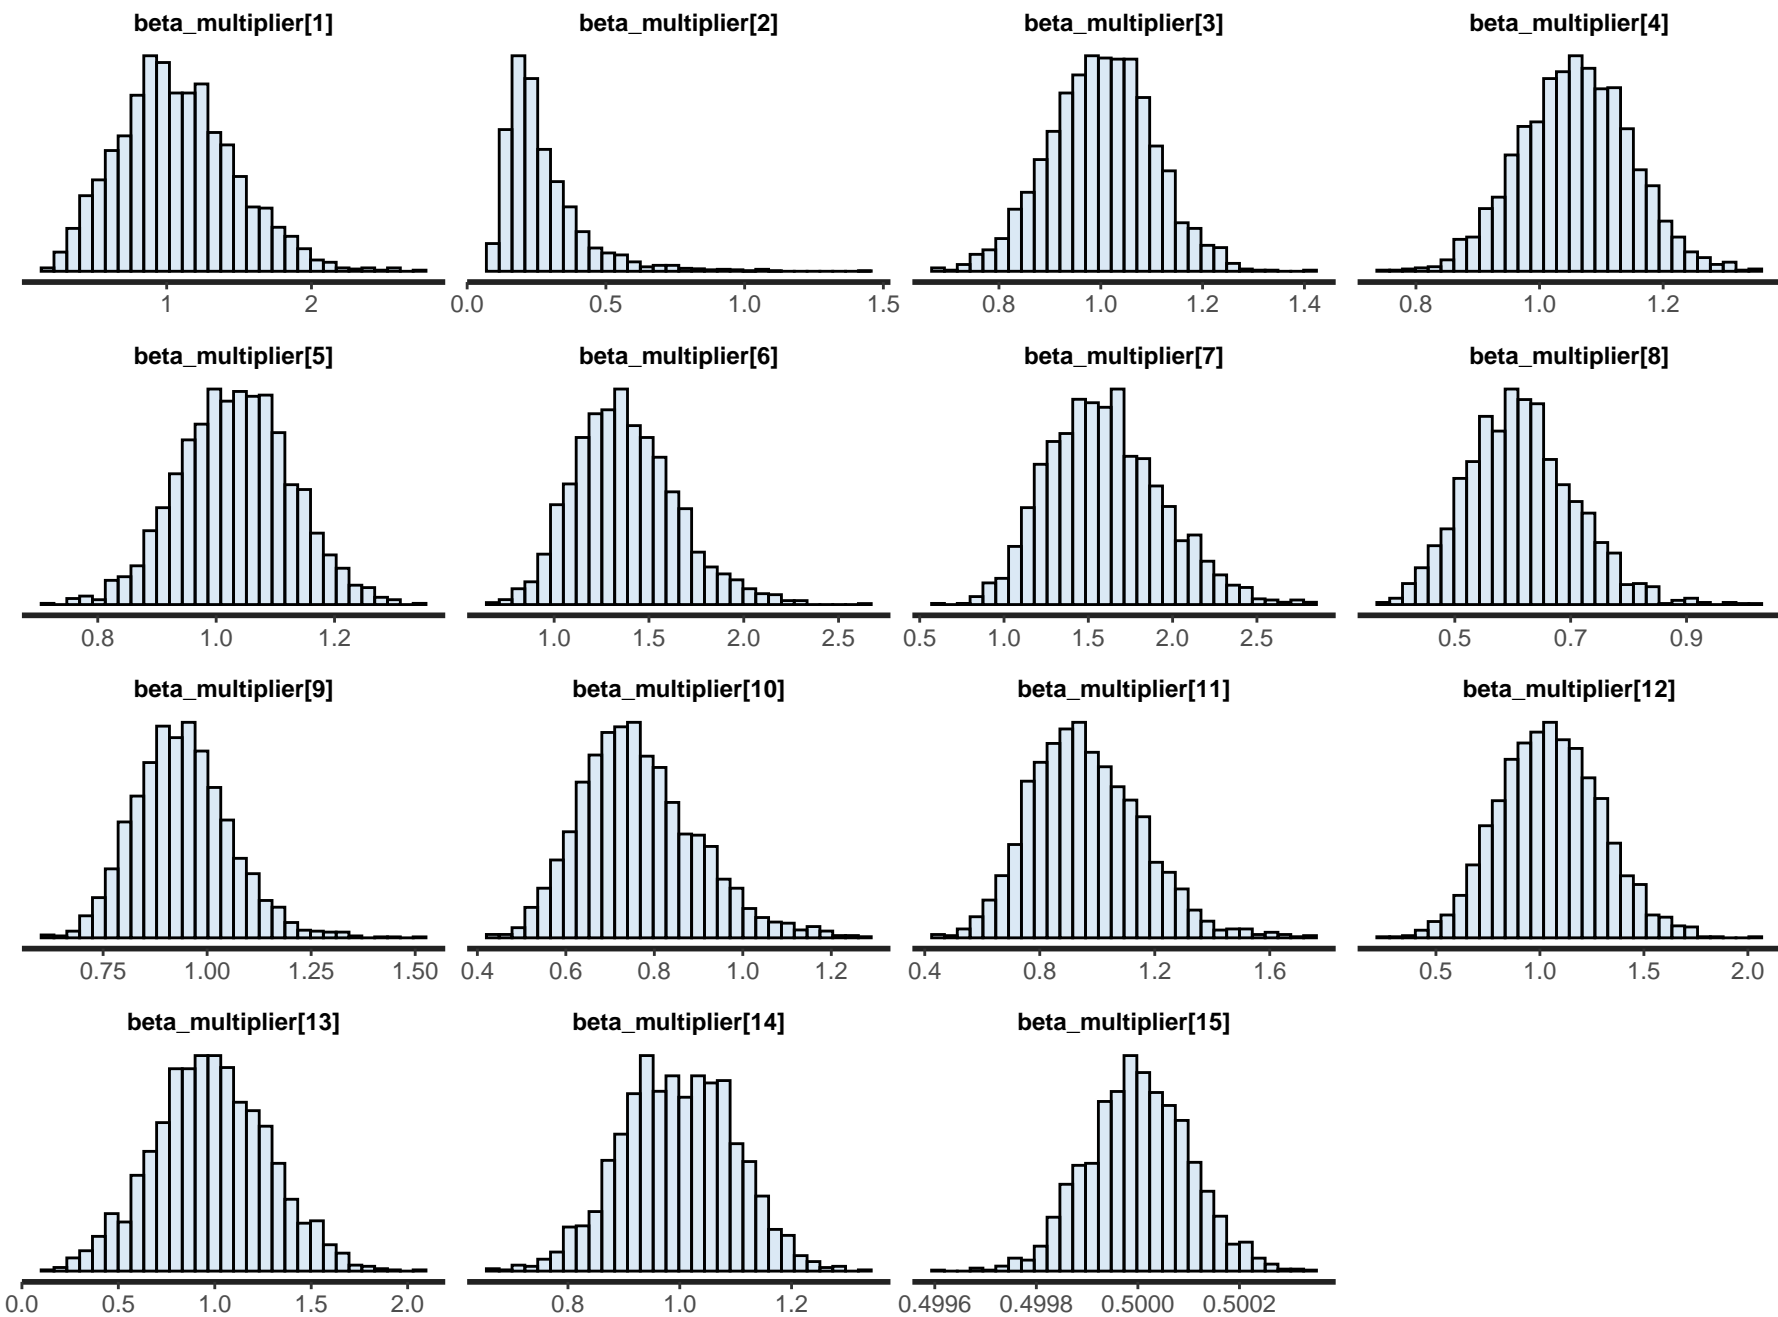 beta_multiplier[1] beta_multiplier[2] beta_multiplier[3] beta_multiplier[4]
1 2 0.0 0.5 1.0 1.5 0.8 1.0 1.2 1.4 0.8 1.0 1.2
beta_multiplier[5] beta_multiplier[6] beta_multiplier[7] beta_multiplier[8]
0.8 1.0 1.2 1.0 1.5 2.0 2.5 0.5 1.0 1.5 2.0 2.5 0.5 0.7 0.9
beta_multiplier[9] beta_multiplier[10] beta_multiplier[11] beta_multiplier[12]
0.75 1.00 1.25 1.50 0.4 0.6 0.8 1.0 1.2 0.4 0.8 1.2 1.6 0.5 1.0 1.5 2.0
beta_multiplier[13] beta_multiplier[14] beta_multiplier[15]
0.0 0.5 1.0 1.5 2.0 0.8 1.0 1.2 0.4996 0.4998 0.5000 0.5002